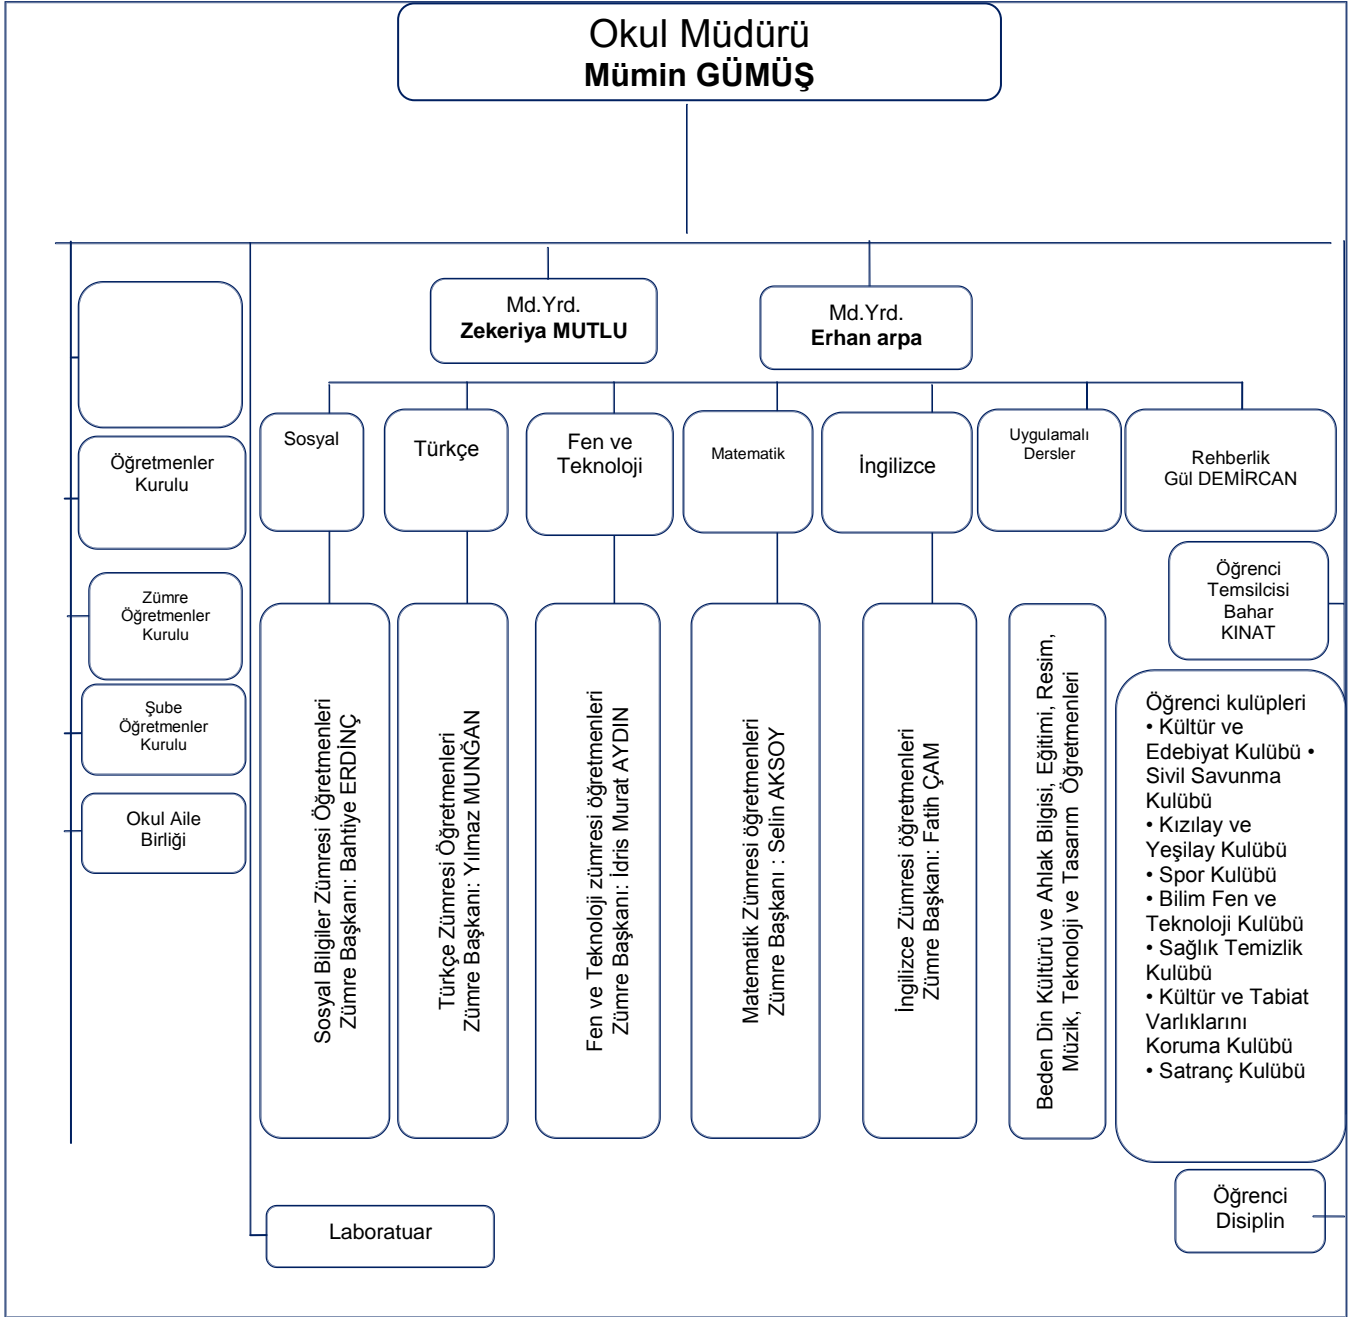 Okul Müdürü
Mümin GÜMÜŞ
Md.Yrd.
Zekeriya MUTLU
Md.Yrd.
Erhan arpa
Öğretmenler
Kurulu
Zümre
Öğretmenler
Kurulu
Şube
Öğretmenler
Kurulu
Okul Aile
Birliği
Sosyal
Türkçe
Fen ve
Teknoloji
Matematik
İngilizce
Uygulamalı
Dersler
Rehberlik
Gül DEMİRCAN
Öğrenci
Temsilcisi
Bahar
KINAT
Sosyal Bilgiler Zümresi Öğretmenleri
Zümre Başkanı: Bahtiye ERDİNÇ
Türkçe Zümresi Öğretmenleri
Zümre Başkanı: Yılmaz MUNĞAN
Fen ve Teknoloji zümresi öğretmenleri
Zümre Başkanı: İdris Murat AYDIN
Matematik Zümresi öğretmenleri
Zümre Başkanı : Selin AKSOY
İngilizce Zümresi öğretmenleri
Zümre Başkanı: Fatih ÇAM
Beden Din Kültürü ve Ahlak Bilgisi, Eğitimi, Resim,
Müzik, Teknoloji ve Tasarım Öğretmenleri
Öğrenci kulüpleri
• Kültür ve
Edebiyat Kulübü •
Sivil Savunma
Kulübü
• Kızılay ve
Yeşilay Kulübü
• Spor Kulübü
• Bilim Fen ve
Teknoloji Kulübü
• Sağlık Temizlik
Kulübü
• Kültür ve Tabiat
Varlıklarını
Koruma Kulübü
• Satranç Kulübü
Öğrenci
Disiplin
Laboratuar